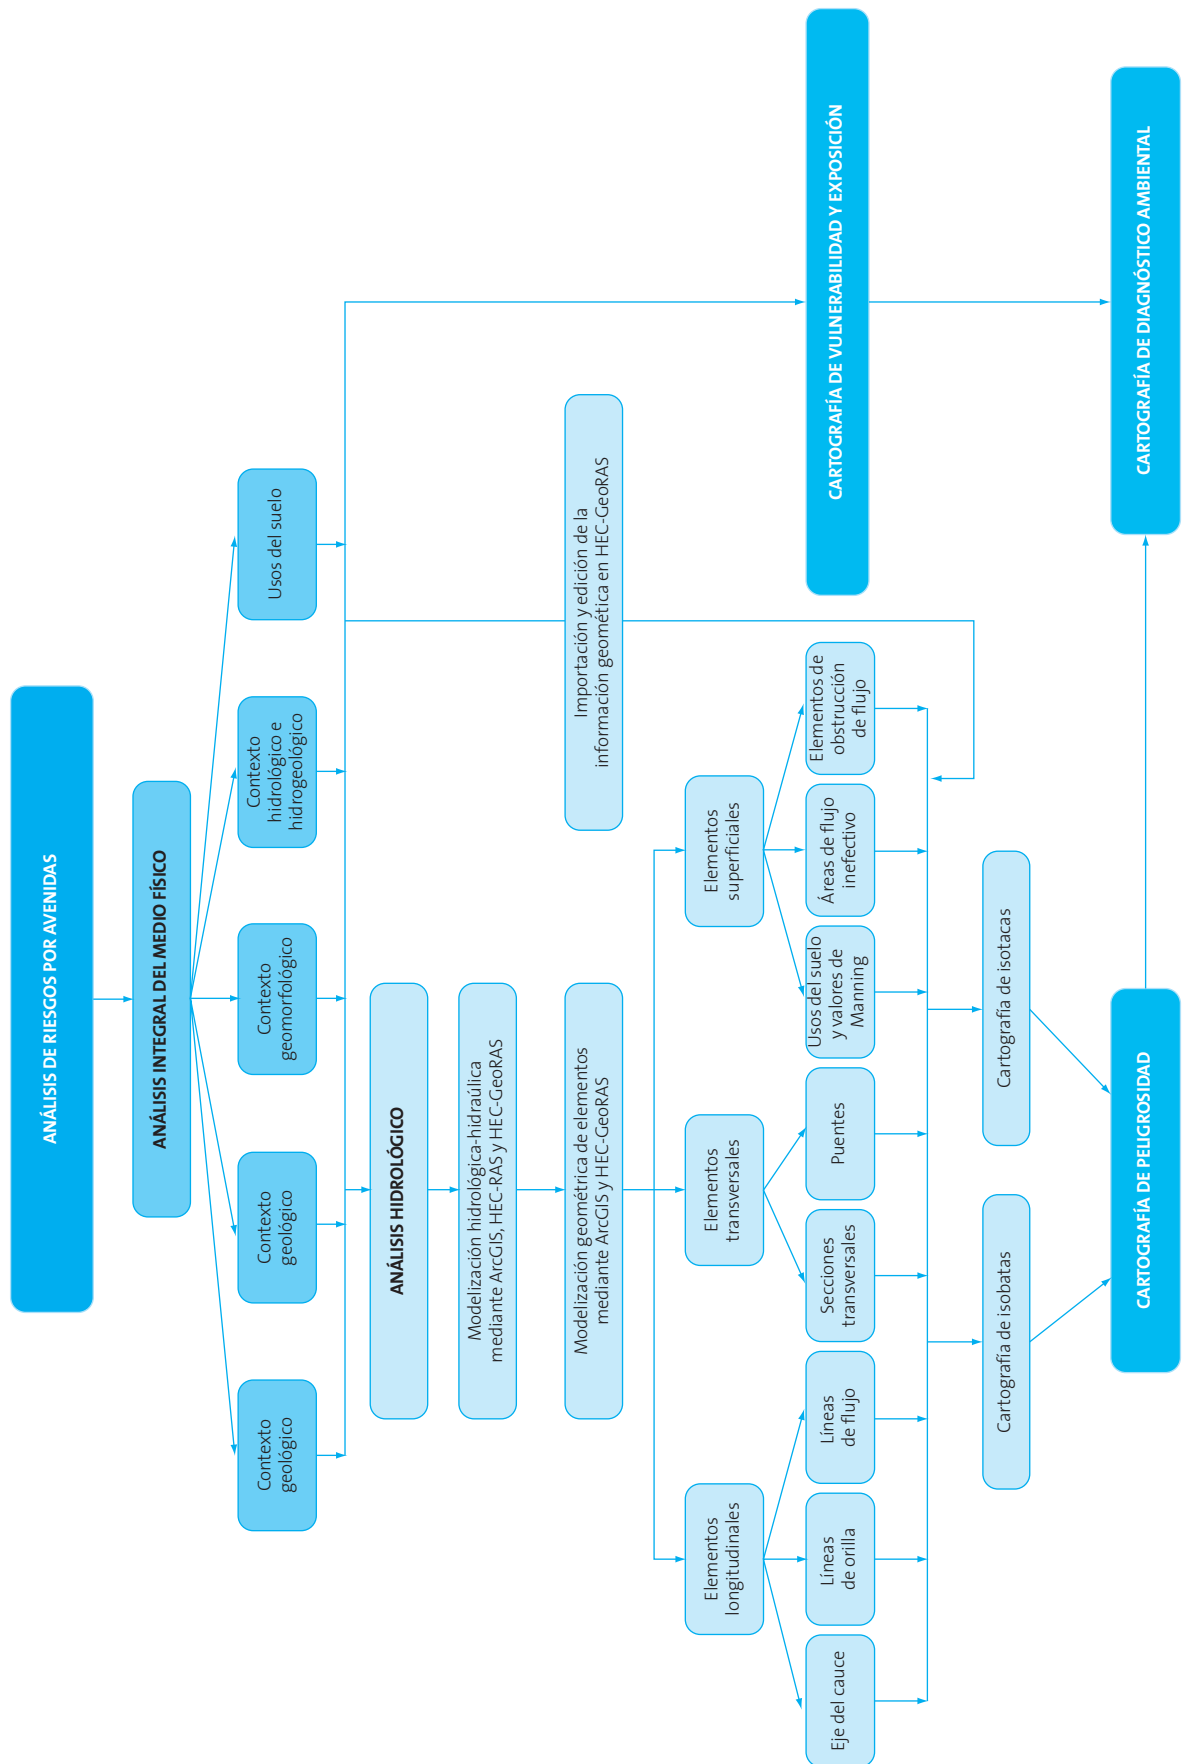 ANÁLISIS DE RIESGOS POR AVENIDAS
ANÁLISIS INTEGRAL DEL MEDIO FÍSICO
Contexto
geológico
Contexto
geológico
Contexto
geomorfológico
Contexto
hidrológico e
hidrogeológico
Usos del suelo
ANÁLISIS HIDROLÓGICO
Modelización hidrológica-hidraúlica
mediante ArcGIS, HEC-RAS y HEC-GeoRAS
Modelización geométrica de elementos
mediante ArcGIS y HEC-GeoRAS
Importación y edición de la
información geomética en HEC-GeoRAS
Elementos
longitudinales
Elementos
transversales
Elementos
superficiales
Eje del cauce
Líneas
de orilla
Líneas
de flujo
Secciones
transversales
Puentes
Usos del suelo
y valores de
Manning
Áreas de flujo
inefectivo
Elementos de
obstrucción
de flujo
CARTOGRAFÍA DE VULNERABILIDAD Y EXPOSICIÓN
Cartografía de isobatas
Cartografía de isotacas
CARTOGRAFÍA DE PELIGROSIDAD
CARTOGRAFÍA DE DIAGNÓSTICO AMBIENTAL